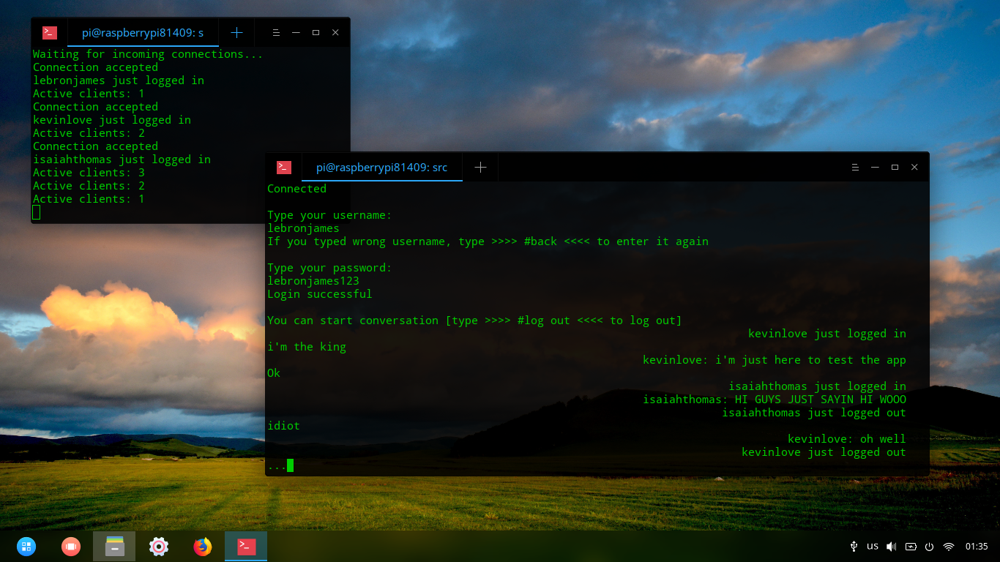 pi@raspberrypi81409: s
Waiting for incoming connections...
Connection accepted
lebronjames just logged in
Active clients: 1
Connection accepted
kevinlove just logged in
Active clients: 2
Connection accepted
isaiahthomas just logged in
Active clients: 3
Active clients: 2
Active clients: 1
pi@raspberrypi81409: src
Connected
Type your username:
lebronjames
If you typed wrong username, type >>>> #back <<<< to enter it again
Type your password:
lebronjames123
Login successful
You can start conversation [type >>>> #log out <<<< to log out]
kevinlove just logged in
i'm the king
kevinlove: i'm just here to test the app
Ok
isaiahthomas just logged in
isaiahthomas: HI GUYS JUST SAYIN HI WOOO
isaiahthomas just logged out
idiot
kevinlove: oh well
kevinlove just logged out
...
us 01:35